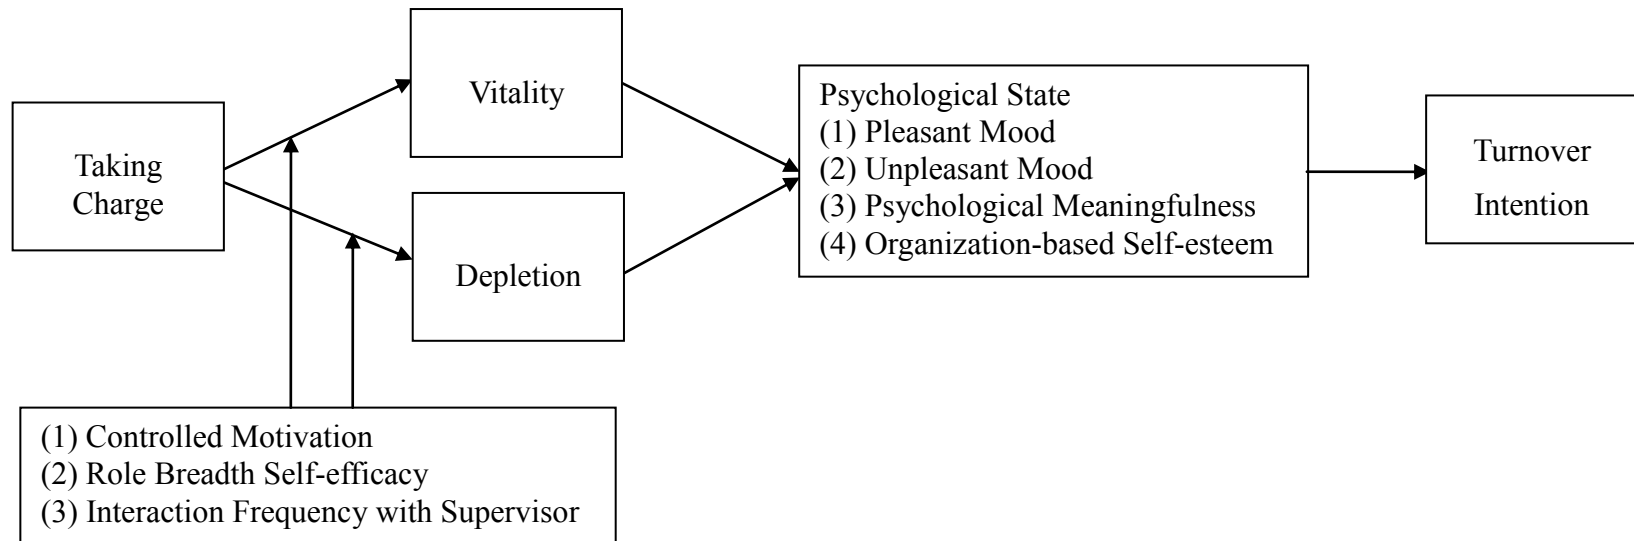 Taking
Charge
Vitality
Depletion
Psychological State
(1) Pleasant Mood
(2) Unpleasant Mood
(3) Psychological Meaningfulness
(4) Organization-based Self-esteem
Turnover
Intention
(1) Controlled Motivation
(2) Role Breadth Self-efficacy
(3) Interaction Frequency with Supervisor